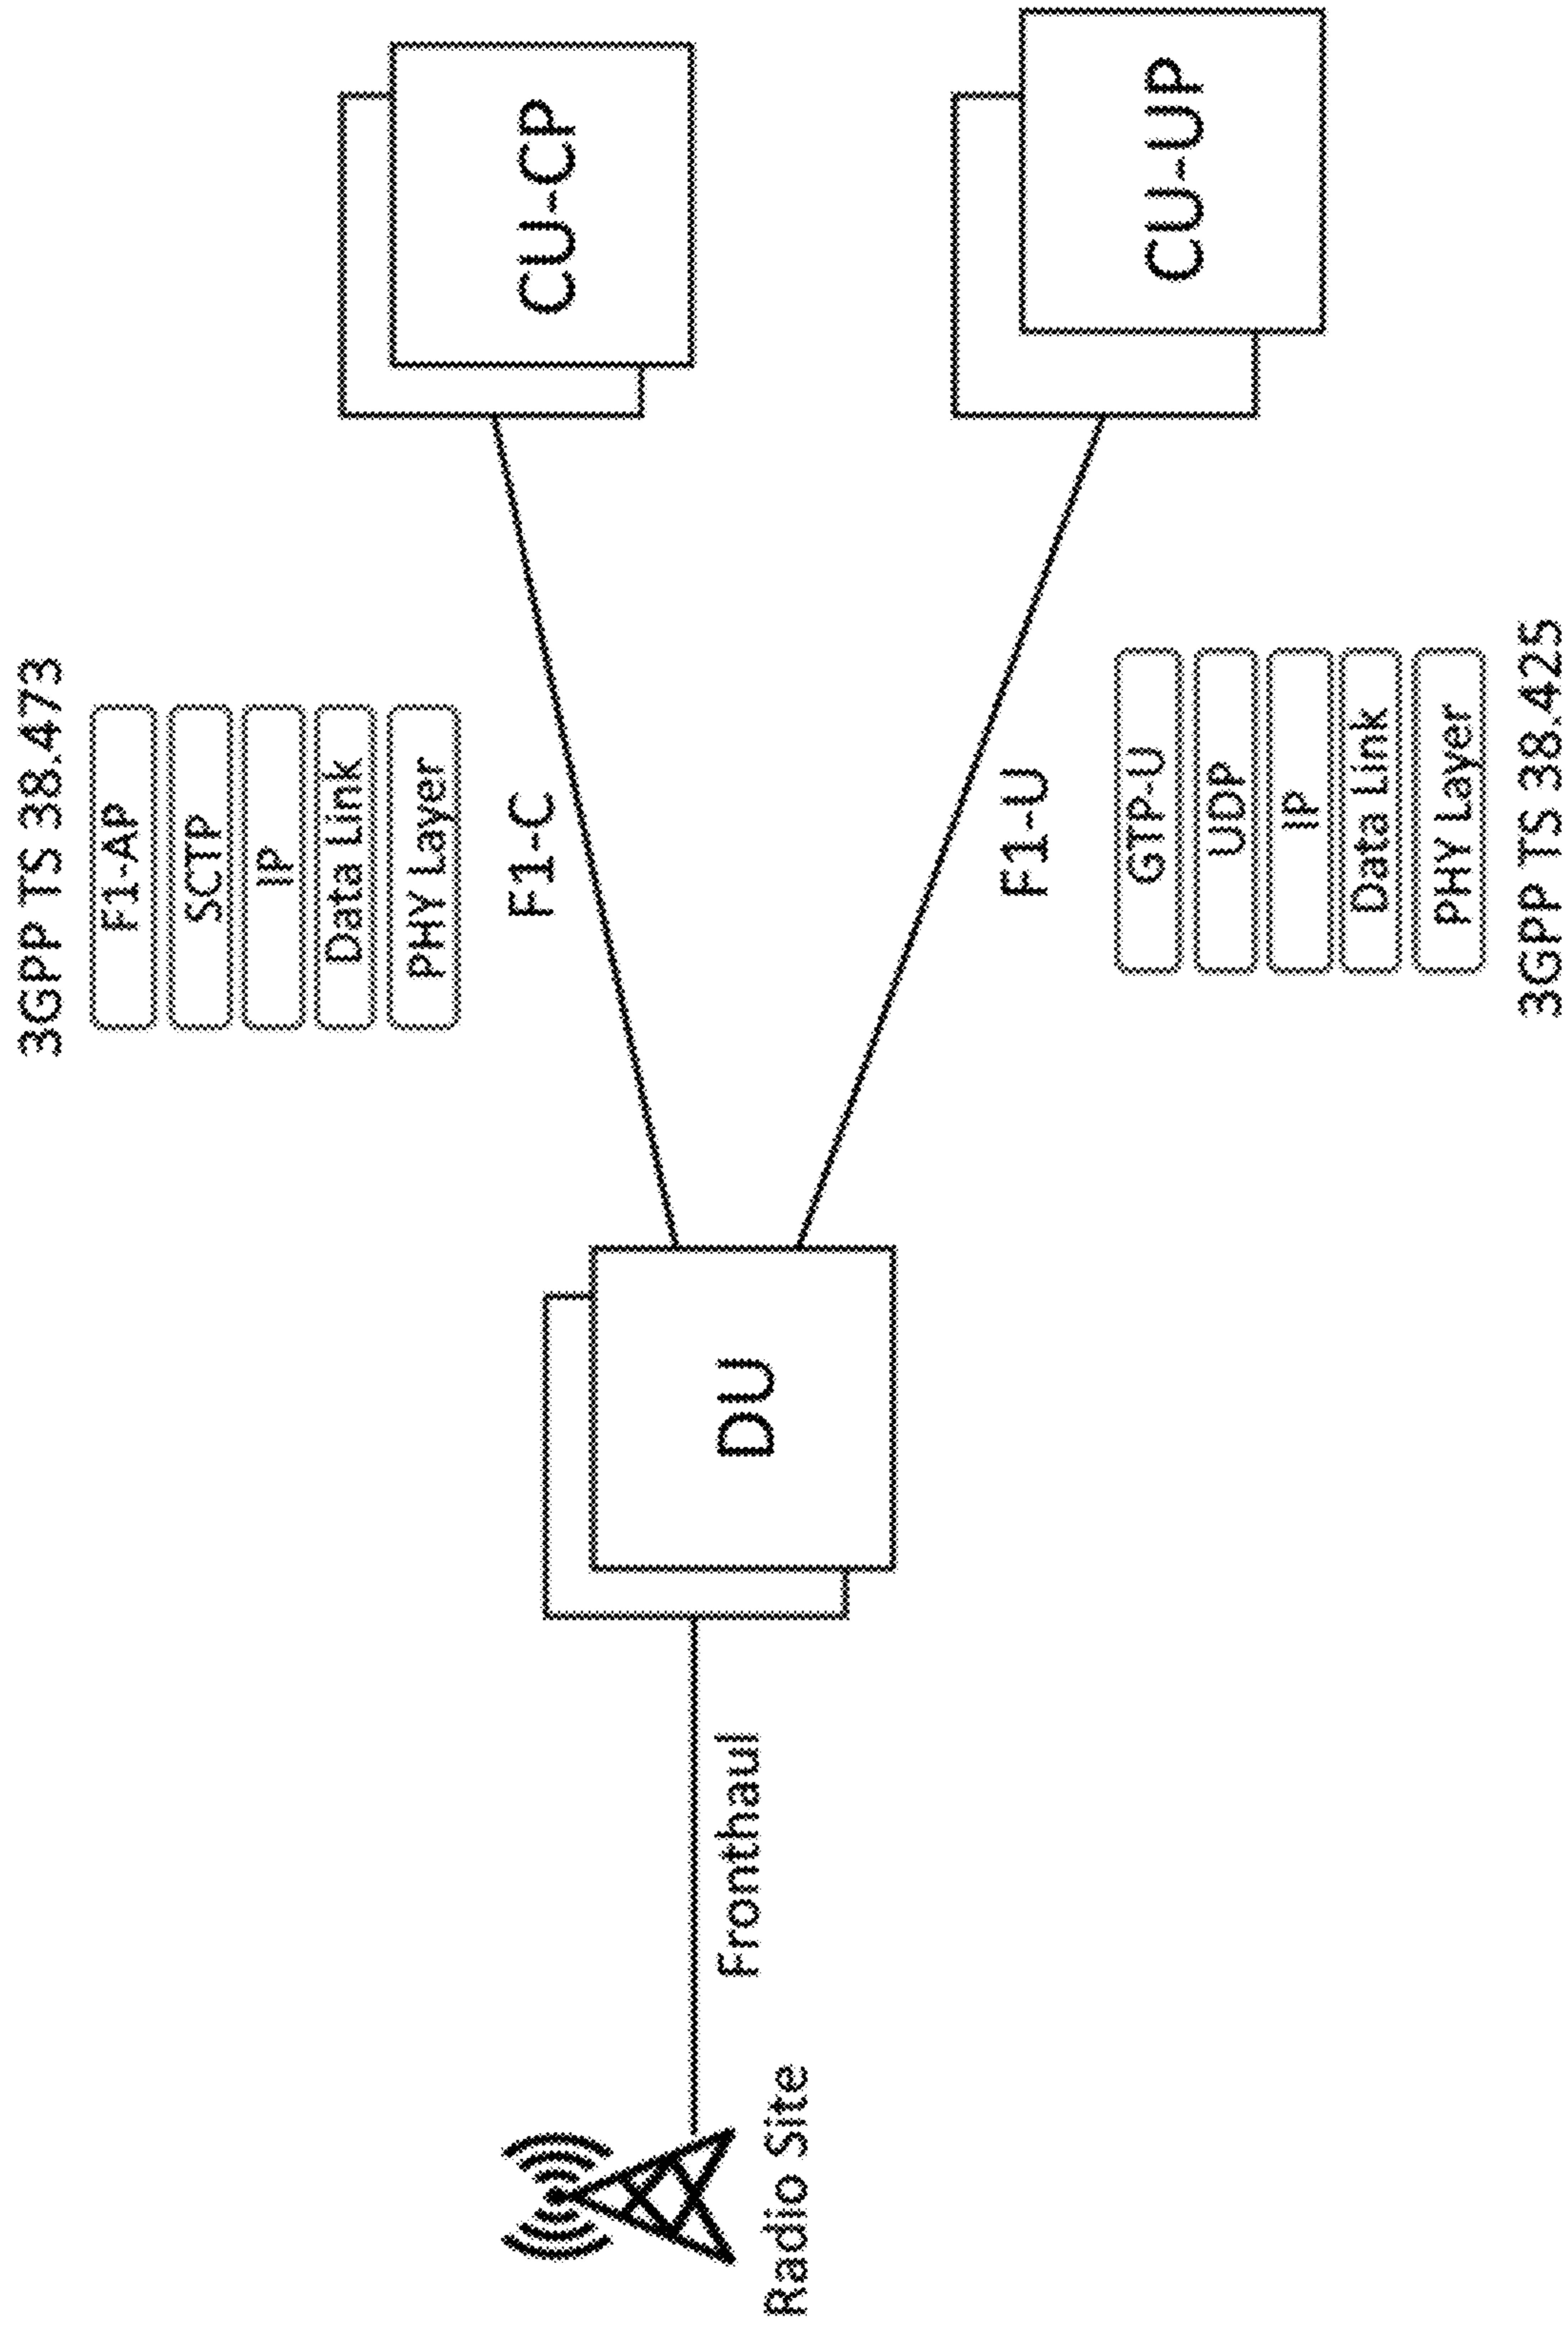 3GPP TS 38.473
F1-AP
SCTP
IP
Data Link
PHY Layer
F1-C
CU-CP
Radio Site
Fronthaul
DU
F1-U
CU-UP
GTP-U
UDP
IP
Data Link
PHY Layer
3GPP TS 38.425